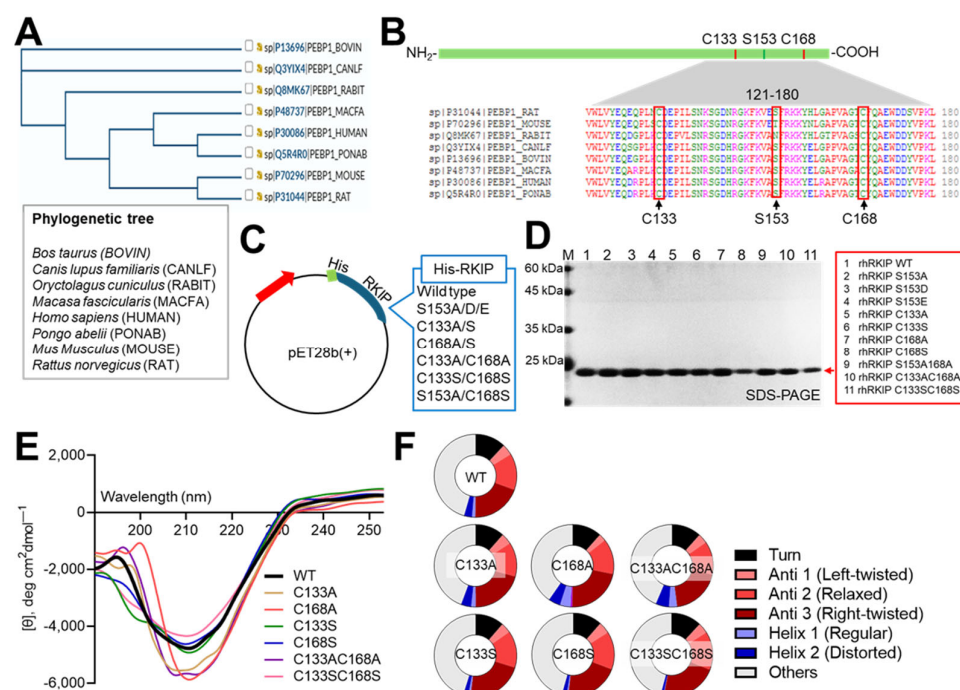 A
sp|P13696|PEBP1_BOVIN
sp|Q3YIX4|PEBP1_CANLF
sp|Q8MK67|PEBP1_RABIT
sp|P48737|PEBP1_MACFA
sp|P30086|PEBP1_HUMAN
sp|Q5R4R0|PEBP1_PONAB
sp|P70296|PEBP1_MOUSE
sp|P31044|PEBP1_RAT
Phylogenetic tree
Bos taurus (BOVIN)
Canis lupus familiaris (CANLF)
Oryctolagus cuniculus (RABIT)
Macasa fascicularis (MACFA)
Homo sapiens (HUMAN)
Pongo abelii (PONAB)
Mus Musculus (MOUSE)
Rattus norvegicus (RAT)
B
C133 S153 C168
NH₂-
-COOH
121-180
sp|P31044|PEBP1_RAT VWLVYEQEQPLNCDEPILSNKSGDNRGKFKVESFRKKYHLGAPVAGTCYQAEWDDSVPKL 180
sp|P70296|PEBP1_MOUSE
sp|Q8MK67|PEBP1_RABIT
sp|Q3YIX4|PEBP1_CANLF
sp|P13696|PEBP1_BOVIN
sp|P48737|PEBP1_MACFA
sp|P30086|PEBP1_HUMAN
sp|Q5R4R0|PEBP1_PONAB
180
C133
S153
C168
C
His
RKIP
pET28b(+)
His-RKIP
Wild type
S153A/D/E
C133A/S
C168A/S
C133A/C168A
C133S/C168S
S153A/C168S
D
M 1 2 3 4 5 6 7 8 9 10 11
60 kDa
45 kDa
35 kDa
25 kDa
SDS-PAGE
1 rhRKIP WT
2 rhRKIP S153A
3 rhRKIP S153D
4 rhRKIP S153E
5 rhRKIP C133A
6 rhRKIP C133S
7 rhRKIP C168A
8 rhRKIP C168S
9 rhRKIP S153A168A
10 rhRKIP C133AC168A
11 rhRKIP C133SC168S
E
2,000
Wavelength (nm)
0
200 210 220 230 240 250
-2,000
-4,000
-6,000
[θ], deg cm²dmol⁻¹
WT
C133A
C168A
C133S
C168S
C133AC168A
C133SC168S
F
WT
C133A
C168A
C133AC168A
C133S
C168S
C133SC168S
Turn
Anti 1 (Left-twisted)
Anti 2 (Relaxed)
Anti 3 (Right-twisted)
Helix 1 (Regular)
Helix 2 (Distorted)
Others